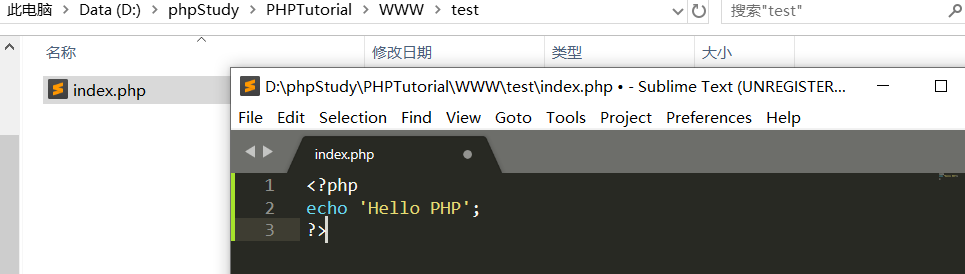 此电脑 > Data (D:) > phpStudy > PHPTutorial > WWW > test
搜索"test"
名称 修改日期 类型 大小
index.php
D:\phpStudy\PHPTutorial\WWW\test\index.php • - Sublime Text (UNREGISTER...
File Edit Selection Find View Goto Tools Project Preferences Help
index.php
1 <?php
2 echo 'Hello PHP';
3 ?>